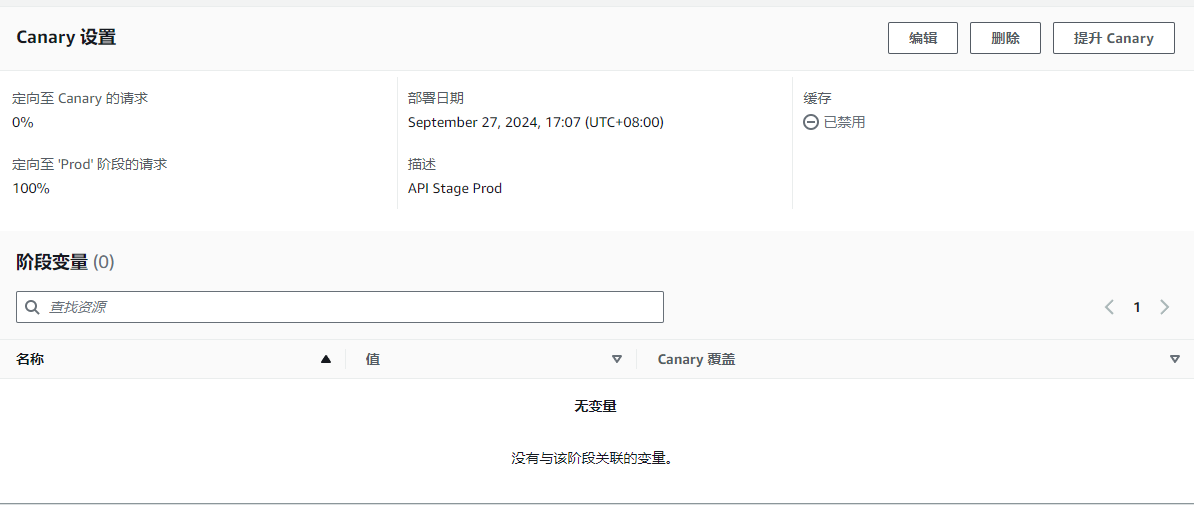 Canary 设置
编辑
删除
提升 Canary
定向至 Canary 的请求
0%
定向至 'Prod' 阶段的请求
100%
部署日期
September 27, 2024, 17:07 (UTC+08:00)
描述
API Stage Prod
缓存
已禁用
阶段变量 (0)
查找资源
1
名称
值
Canary 覆盖
无变量
没有与该阶段关联的变量。